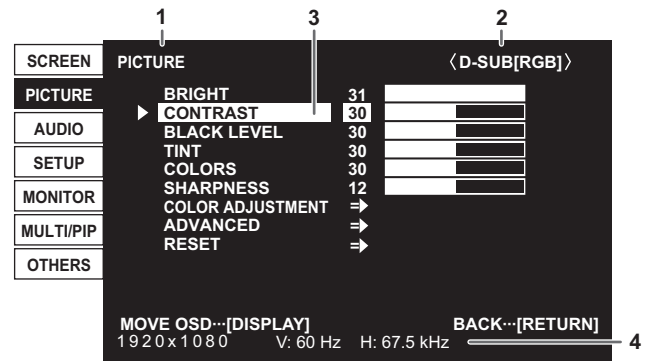 1 3 2
SCREEN
PICTURE
AUDIO
SETUP
MONITOR
MULTI/PIP
OTHERS
PICTURE 〈D-SUB[RGB]〉
BRIGHT 31
CONTRAST 30
BLACK LEVEL 30
TINT 30
COLORS 30
SHARPNESS 12
COLOR ADJUSTMENT
ADVANCED
RESET
MOVE OSD···[DISPLAY] BACK···[RETURN]
1920x1080 V: 60 Hz H: 67.5 kHz 4